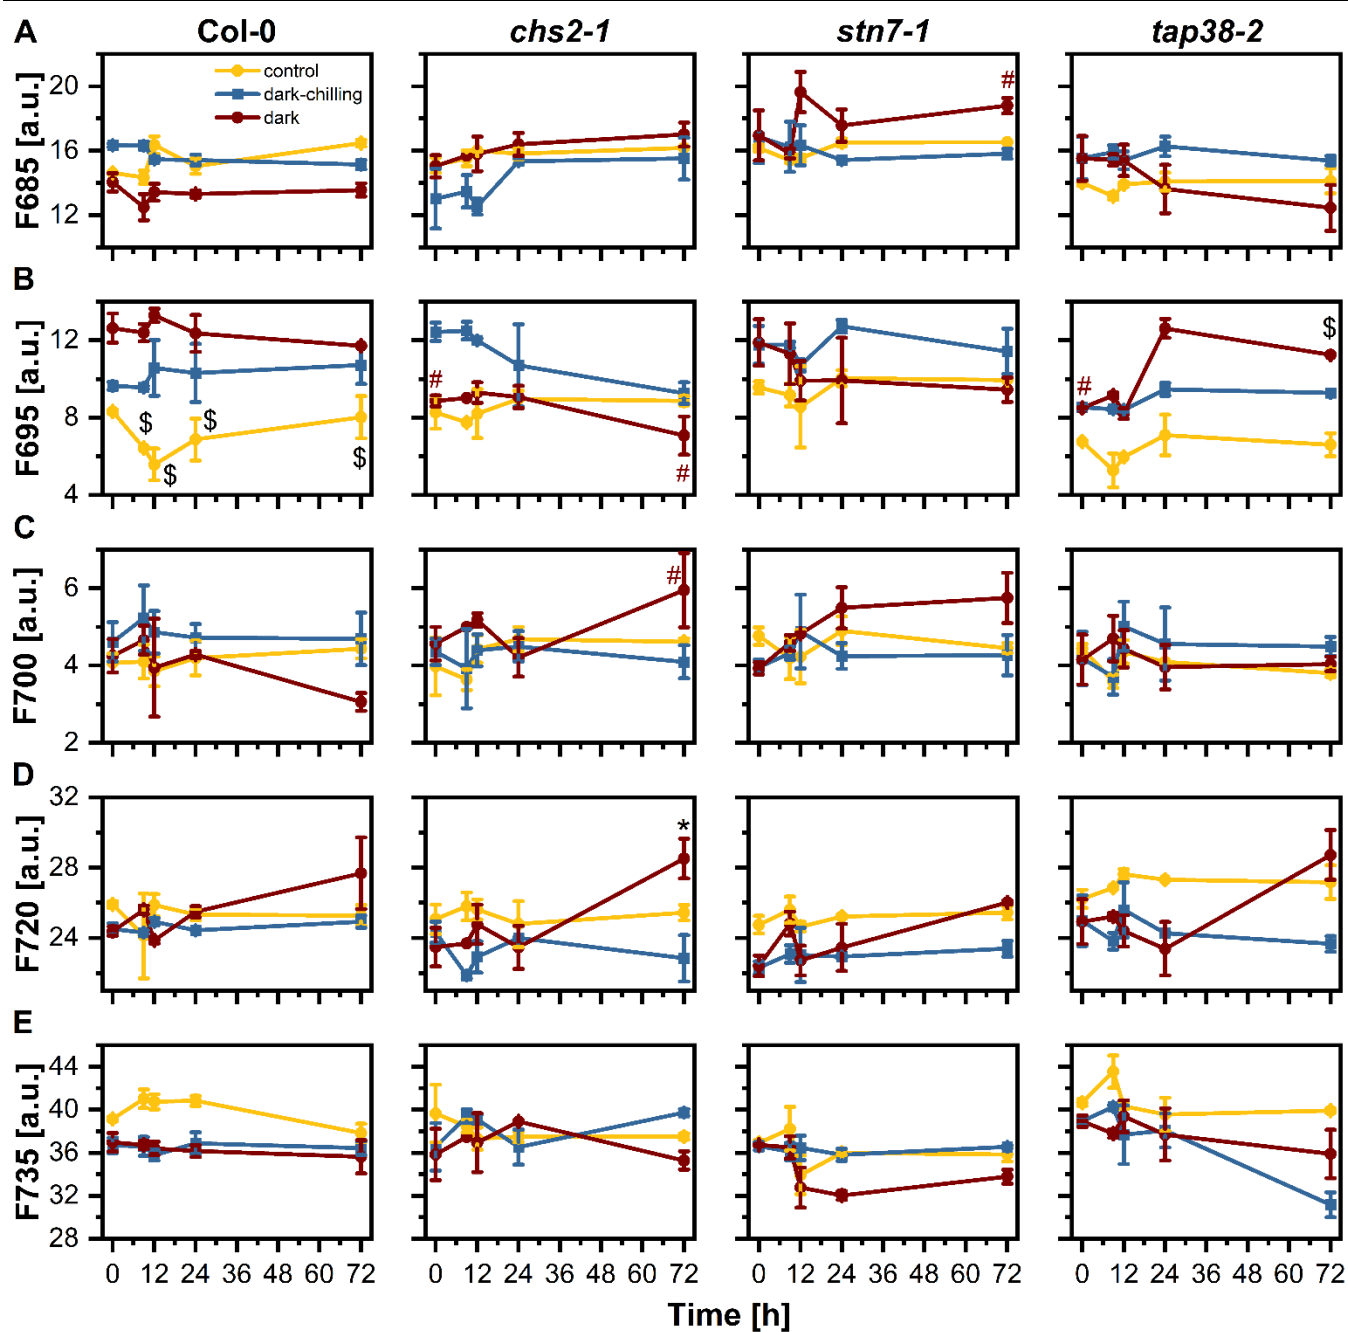 A Col-0 chs2-1 stn7-1 tap38-2
F685 [a.u.]
20
16
12
control
dark-chilling
dark
#
B
F695 [a.u.]
12
8
4
$ $ $ $
# #
# $
C
F700 [a.u.]
6
4
2
#
D
F720 [a.u.]
32
28
24
*
E
F735 [a.u.]
44
40
36
32
28
0 12 24 36 48 60 72 0 12 24 36 48 60 72 0 12 24 36 48 60 72 0 12 24 36 48 60 72
Time [h]